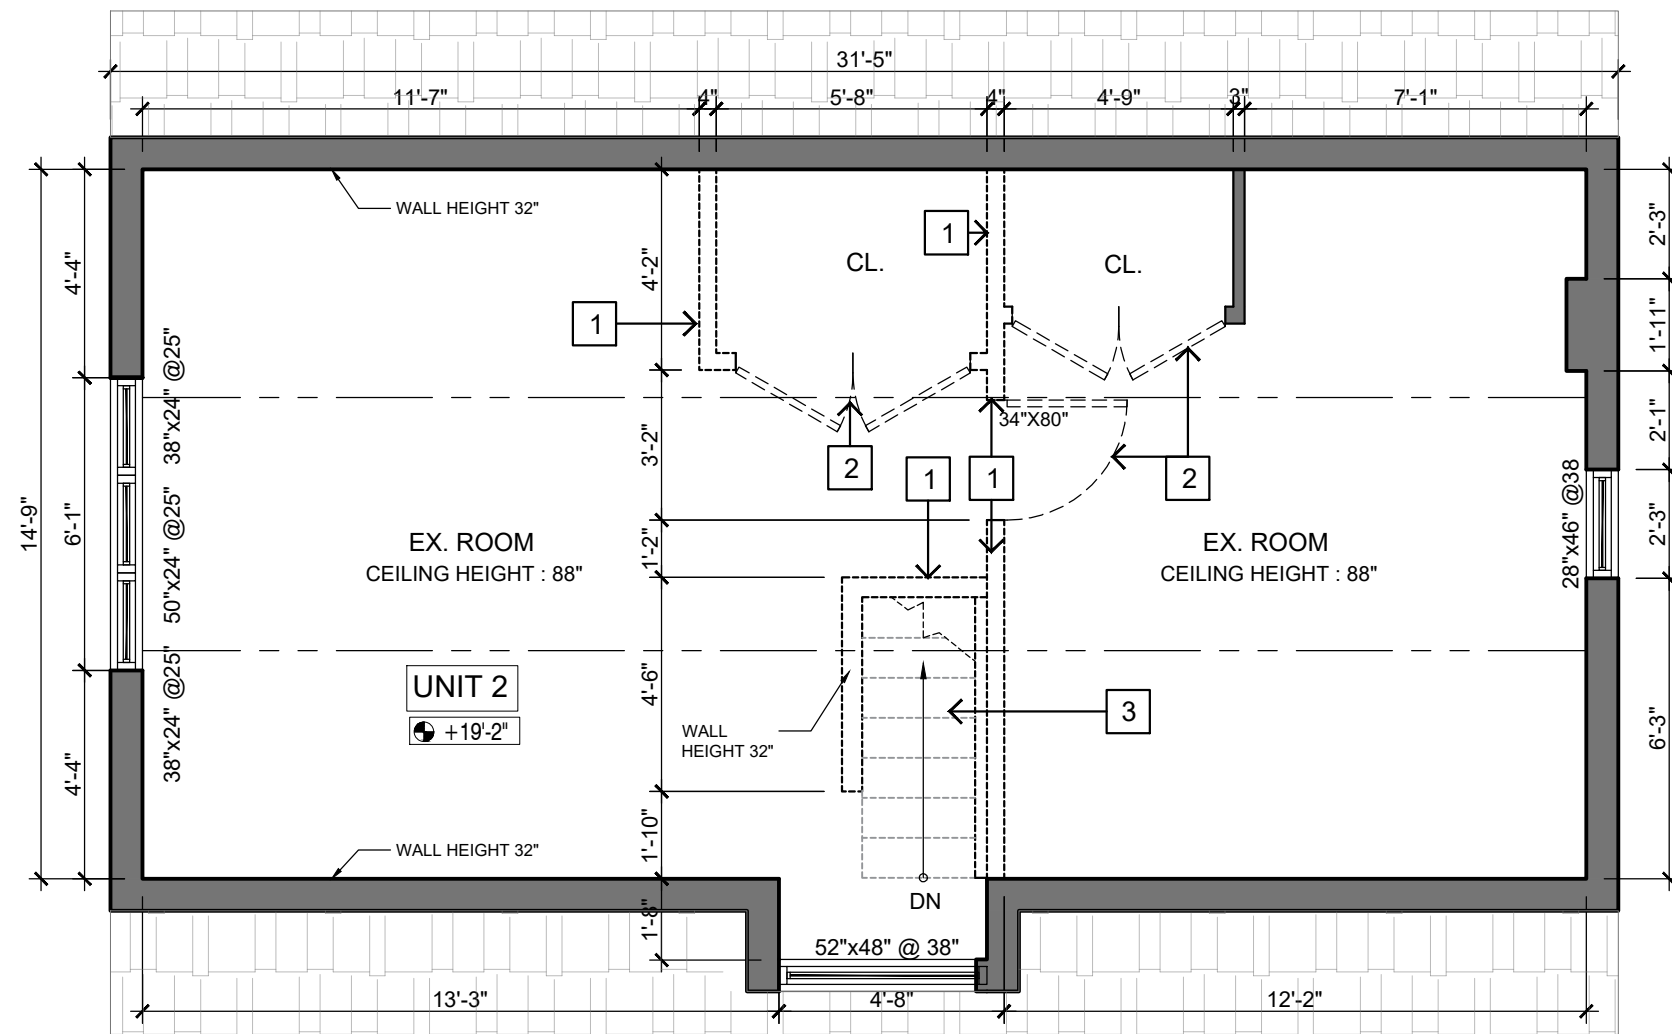 31'-5"
11'-7"
4"
5'-8"
4"
4'-9"
3"
7'-1"
WALL HEIGHT 32"
14'-9"
4'-4"
6'-1"
4'-4"
38"x24" @25"
50"x24" @25"
38"x24" @25"
4'-2"
3'-2"
1'-2"
4'-6"
1'-10"
1'-8"
CL.
CL.
1
1
34"X80"
2
1
1
2
EX. ROOM
CEILING HEIGHT : 88"
EX. ROOM
CEILING HEIGHT : 88"
28"x46" @38
2'-3"
1'-11"
2'-1"
2'-3"
6'-3"
UNIT 2
+19'-2"
WALL
HEIGHT 32"
3
WALL HEIGHT 32"
DN
52"x48" @ 38"
13'-3"
4'-8"
12'-2"